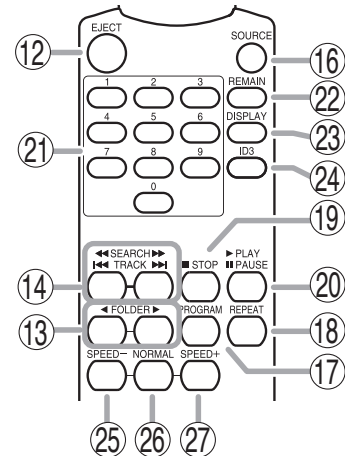 EJECT
SOURCE
⑫
⑯
1 2 3
REMAIN
㉒
4 5 6
DISPLAY
㉑
㉓
7 8 9
ID3
㉔
0
⑲
◀◀ SEARCH ▶▶
▶ PLAY
I◀◀ TRACK ▶▶I
■ STOP
II PAUSE
⑭
⑳
◀ FOLDER ▶
PROGRAM
REPEAT
⑬
⑱
⑰
SPEED− NORMAL SPEED+
㉕ ㉖ ㉗